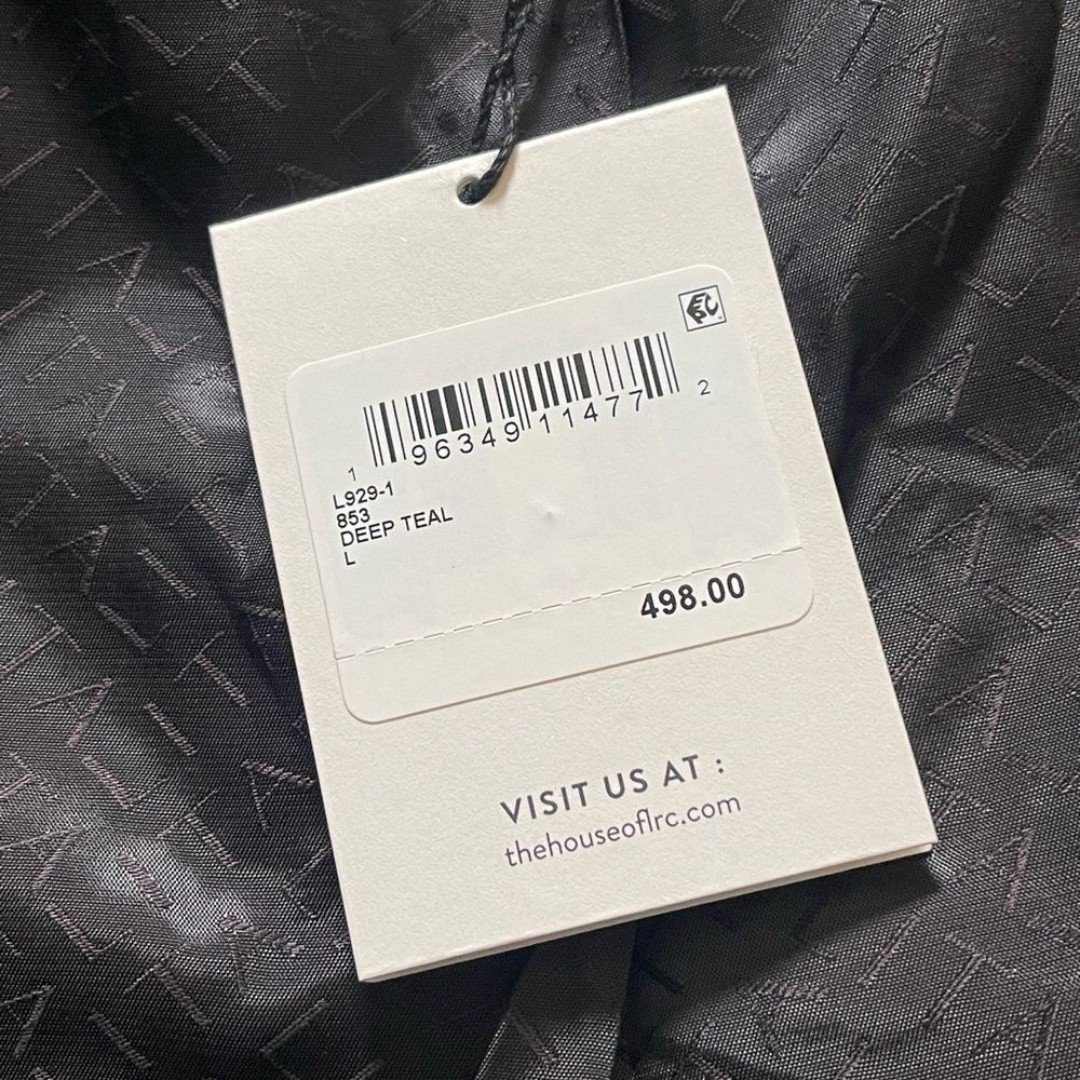 1 96349 11477 2
L929-1
853
DEEP TEAL
L
498.00
VISIT US AT :
thehouseoflrc.com